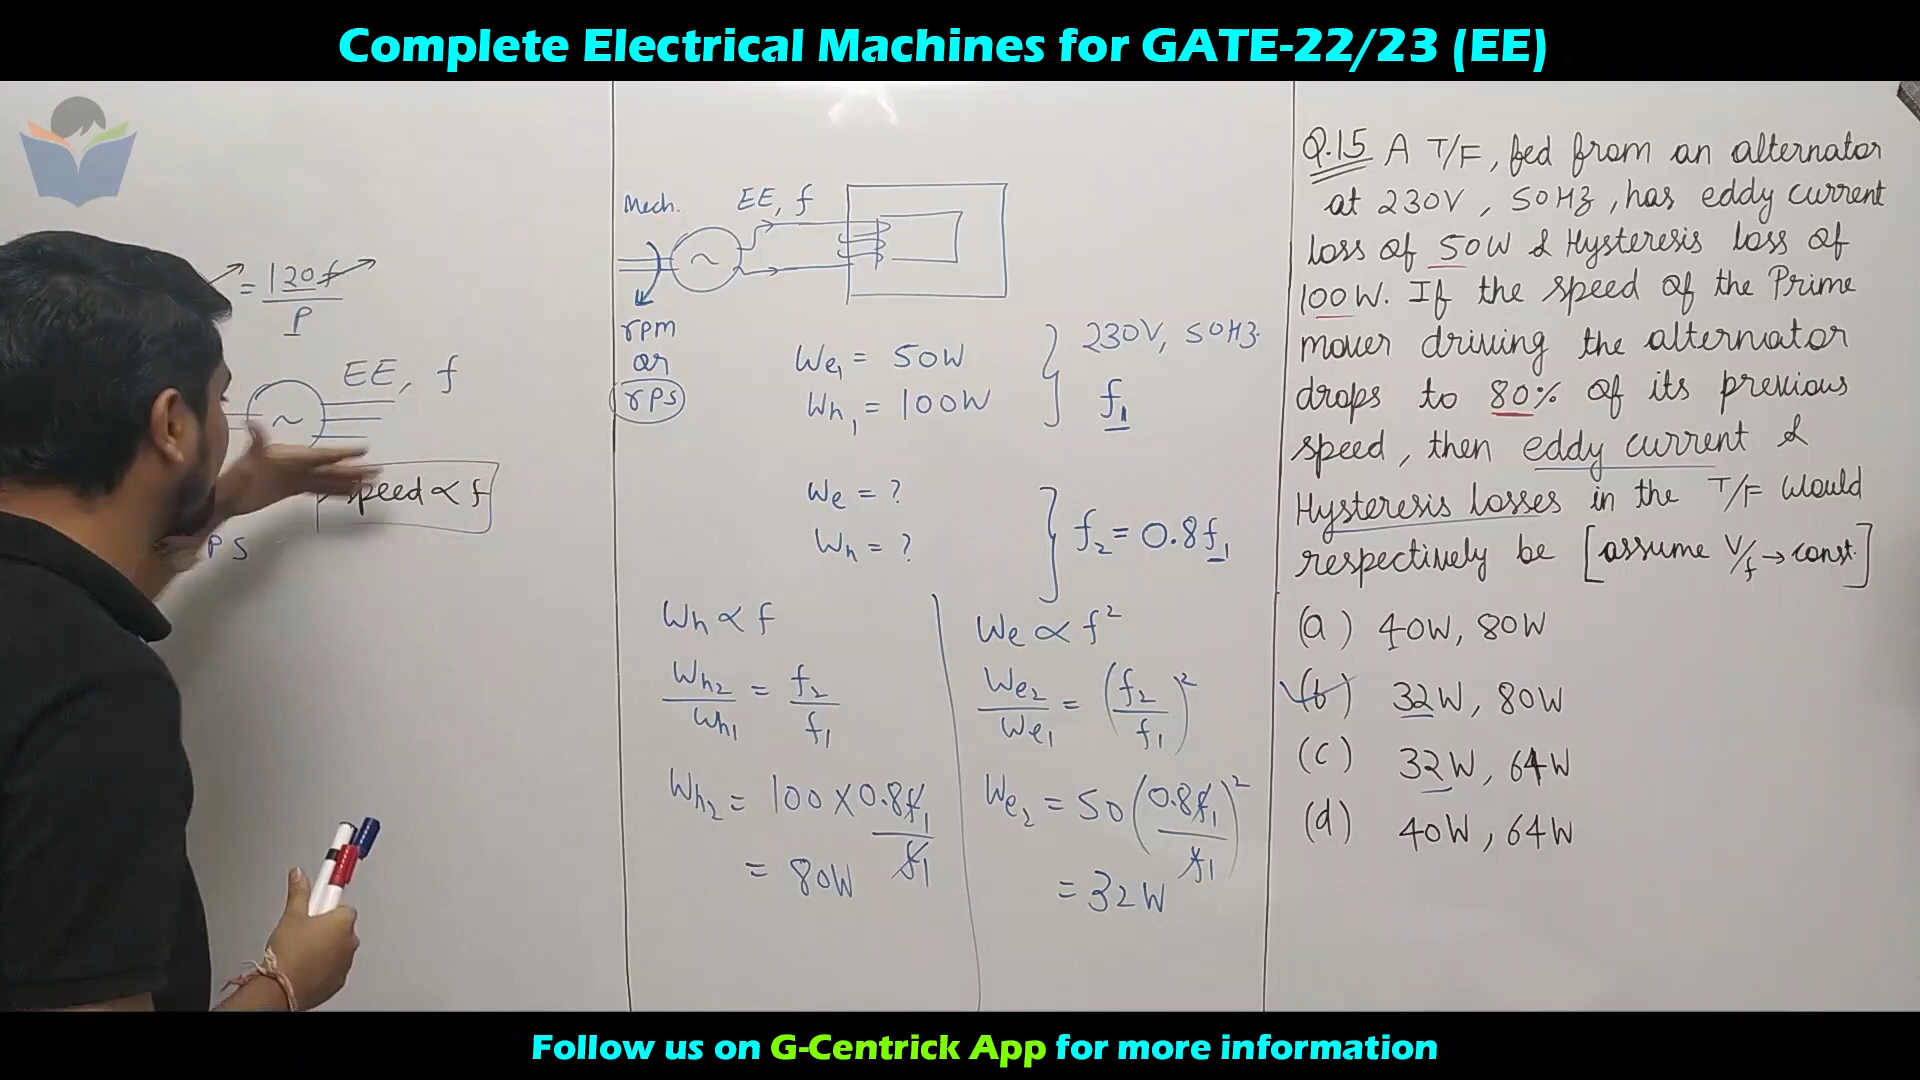 Complete Electrical Machines for GATE-22/23 (EE)
= 120f
P
EE, f
speed ∝ f
PS
Mech.
EE, f
rpm
or
rps
We₁ = 50W
Wh₁ = 100W
230V, 50Hz.
f₁
We = ?
Wh = ?
f₂ = 0.8f₁
Wh ∝ f
Wh₂ / Wh₁ = f₂ / f₁
Wh₂ = 100 × 0.8f₁ / f₁
= 80W
We ∝ f²
We₂ / We₁ = (f₂ / f₁)²
We₂ = 50 (0.8f₁ / f₁)²
= 32W
Q.15 A T/F, fed from an alternator
at 230V, 50Hz, has eddy current
loss of 50W & Hysteresis loss of
100W. If the speed of the Prime
mover driving the alternator
drops to 80% of its previous
speed, then eddy current &
Hysteresis losses in the T/F would
respectively be [assume V/f → const.]
(a) 40W, 80W
(b) 32W, 80W
(c) 32W, 64W
(d) 40W, 64W
Follow us on G-Centrick App for more information